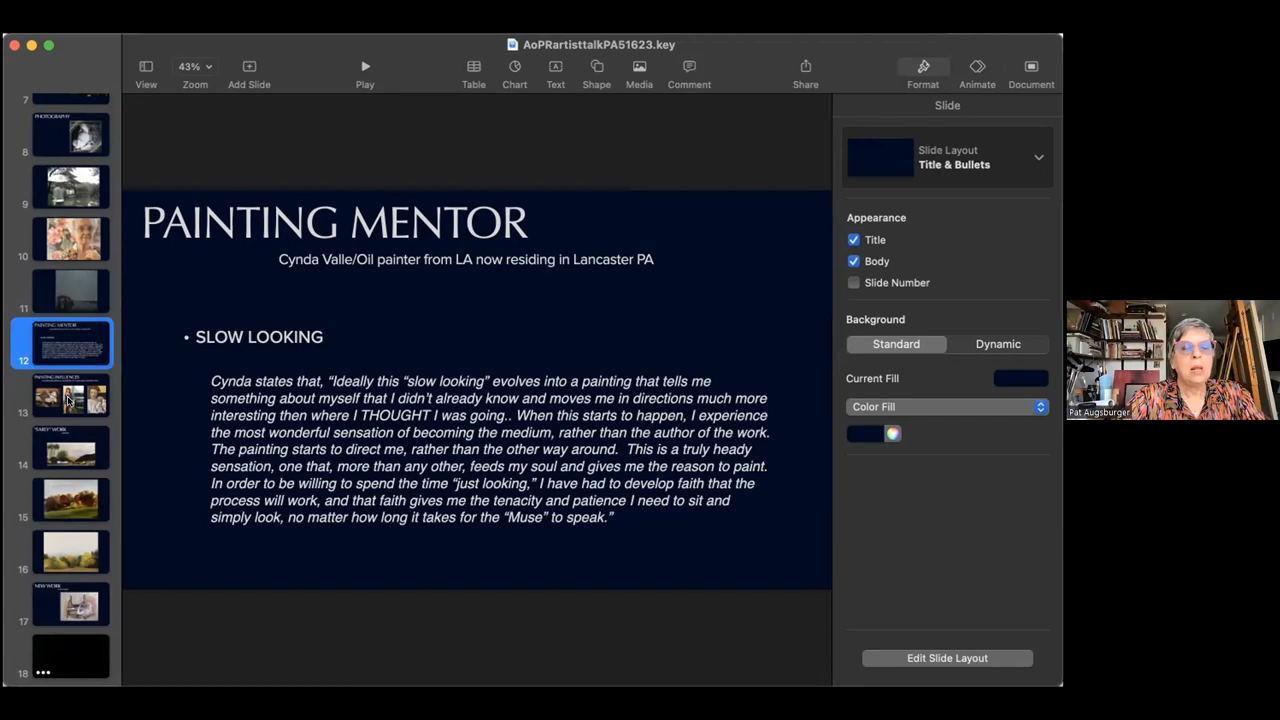 AoPRartisttalkPA51623.key
43%
View
Zoom
Add Slide
Play
Table
Chart
Text
Shape
Media
Comment
Share
Format
Animate
Document
7
PHOTOGRAPHY
8
9
10
11
PAINTING MENTOR
12
PAINTING INFLUENCES
13
"EARLY" WORK
14
15
16
NEW WORK
17
18
PAINTING MENTOR
Cynda Valle/Oil painter from LA now residing in Lancaster PA
• SLOW LOOKING
Cynda states that, “Ideally this “slow looking” evolves into a painting that tells me
something about myself that I didn’t already know and moves me in directions much more
interesting then where I THOUGHT I was going.. When this starts to happen, I experience
the most wonderful sensation of becoming the medium, rather than the author of the work.
The painting starts to direct me, rather than the other way around.  This is a truly heady
sensation, one that, more than any other, feeds my soul and gives me the reason to paint.
In order to be willing to spend the time “just looking,” I have had to develop faith that the
process will work, and that faith gives me the tenacity and patience I need to sit and
simply look, no matter how long it takes for the “Muse” to speak.”
Slide
Slide Layout
Title & Bullets
Appearance
Title
Body
Slide Number
Background
Standard
Dynamic
Current Fill
Color Fill
Edit Slide Layout
Pat Augsburger